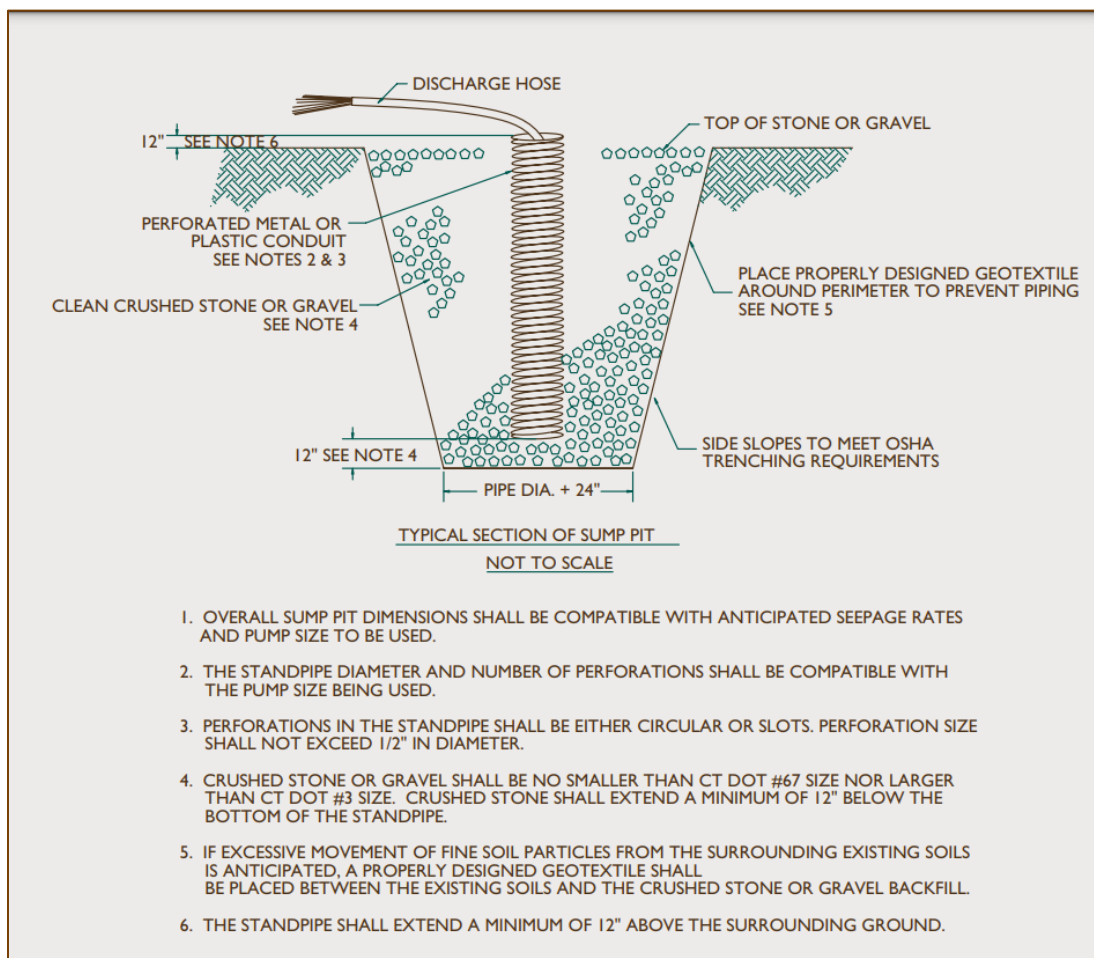 DISCHARGE HOSE
TOP OF STONE OR GRAVEL
12" SEE NOTE 6
PERFORATED METAL OR
PLASTIC CONDUIT
SEE NOTES 2 & 3
PLACE PROPERLY DESIGNED GEOTEXTILE
AROUND PERIMETER TO PREVENT PIPING
SEE NOTE 5
CLEAN CRUSHED STONE OR GRAVEL
SEE NOTE 4
12" SEE NOTE 4
SIDE SLOPES TO MEET OSHA
TRENCHING REQUIREMENTS
PIPE DIA. + 24"
TYPICAL SECTION OF SUMP PIT
NOT TO SCALE
1. OVERALL SUMP PIT DIMENSIONS SHALL BE COMPATIBLE WITH ANTICIPATED SEEPAGE RATES
AND PUMP SIZE TO BE USED.
2. THE STANDPIPE DIAMETER AND NUMBER OF PERFORATIONS SHALL BE COMPATIBLE WITH
THE PUMP SIZE BEING USED.
3. PERFORATIONS IN THE STANDPIPE SHALL BE EITHER CIRCULAR OR SLOTS. PERFORATION SIZE
SHALL NOT EXCEED 1/2" IN DIAMETER.
4. CRUSHED STONE OR GRAVEL SHALL BE NO SMALLER THAN CT DOT #67 SIZE NOR LARGER
THAN CT DOT #3 SIZE. CRUSHED STONE SHALL EXTEND A MINIMUM OF 12" BELOW THE
BOTTOM OF THE STANDPIPE.
5. IF EXCESSIVE MOVEMENT OF FINE SOIL PARTICLES FROM THE SURROUNDING EXISTING SOILS
IS ANTICIPATED, A PROPERLY DESIGNED GEOTEXTILE SHALL
BE PLACED BETWEEN THE EXISTING SOILS AND THE CRUSHED STONE OR GRAVEL BACKFILL.
6. THE STANDPIPE SHALL EXTEND A MINIMUM OF 12" ABOVE THE SURROUNDING GROUND.